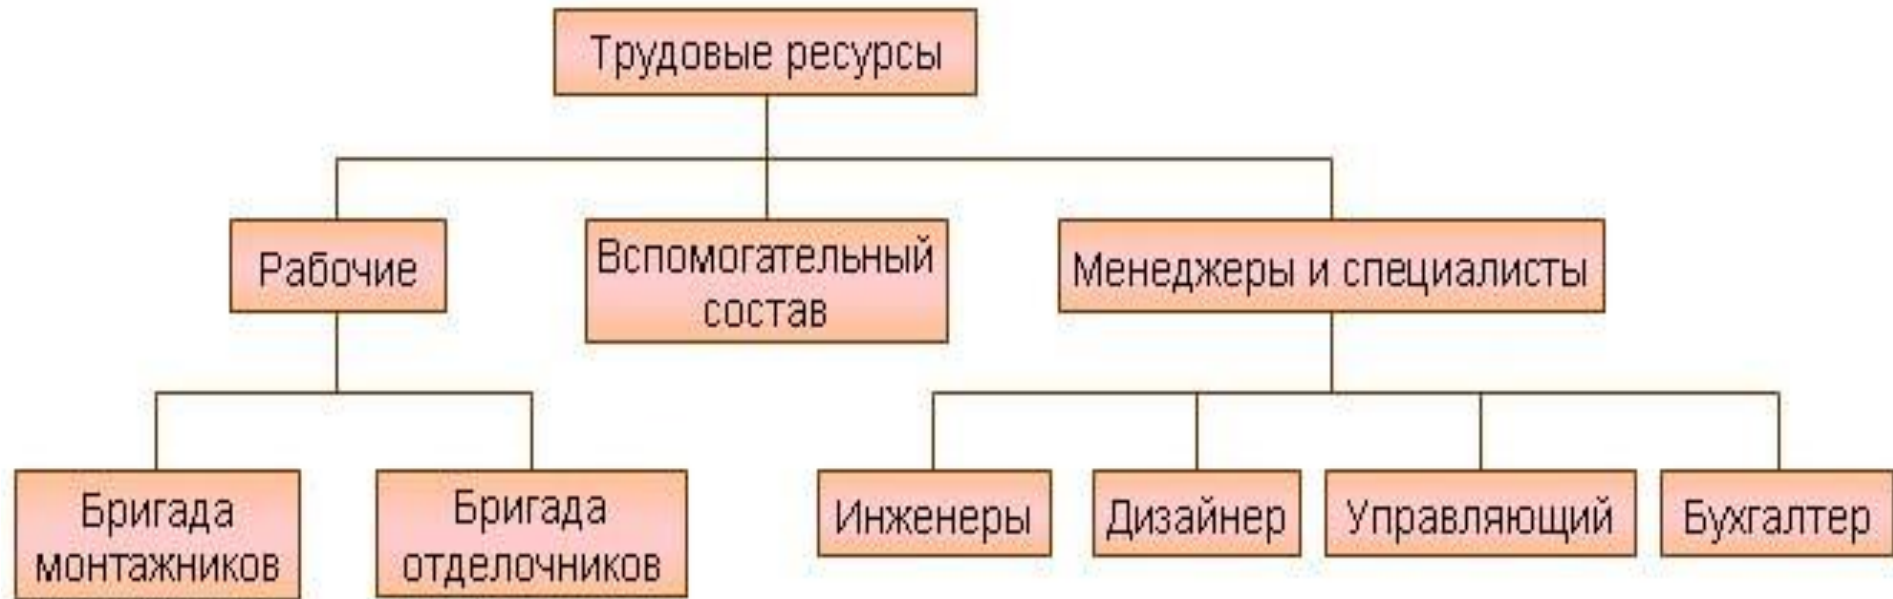 Трудовые ресурсы
Рабочие
Вспомогательный
состав
Менеджеры и специалисты
Бригада
монтажников
Бригада
отделочников
Инженеры
Дизайнер
Управляющий
Бухгалтер